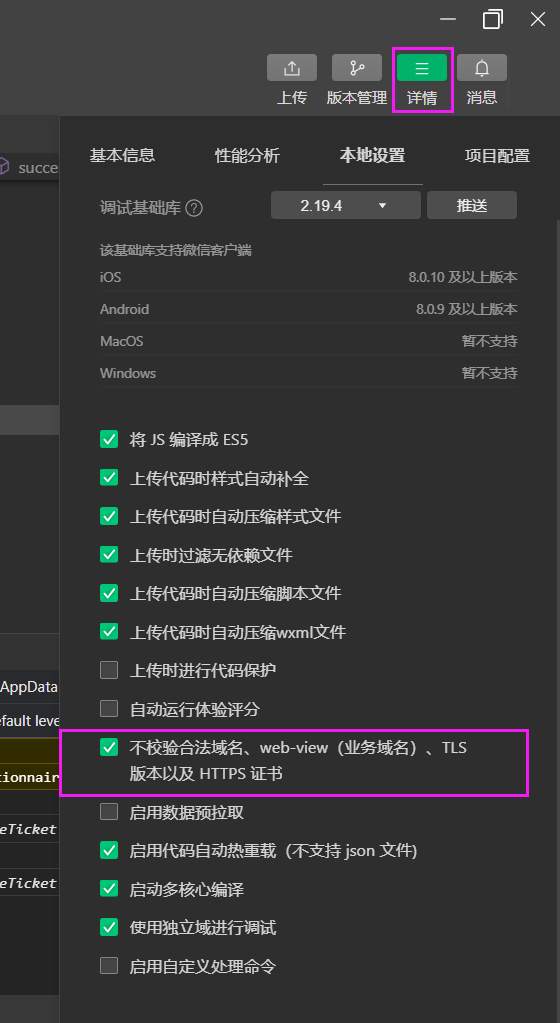 上传 版本管理 详情 消息
基本信息 性能分析 本地设置 项目配置
succe
调试基础库 ? 2.19.4 推送
该基础库支持微信客户端
iOS 8.0.10 及以上版本
Android 8.0.9 及以上版本
MacOS 暂不支持
Windows 暂不支持
将 JS 编译成 ES5
上传代码时样式自动补全
上传代码时自动压缩样式文件
上传时过滤无依赖文件
上传代码时自动压缩脚本文件
上传代码时自动压缩wxml文件
上传时进行代码保护
AppData
自动运行体验评分
efault leve
不校验合法域名、web-view（业务域名）、TLS
版本以及 HTTPS 证书
tionnair
启用数据预拉取
eTicket
启用代码自动热重载（不支持 json 文件)
启动多核心编译
eTicket
使用独立域进行调试
启用自定义处理命令